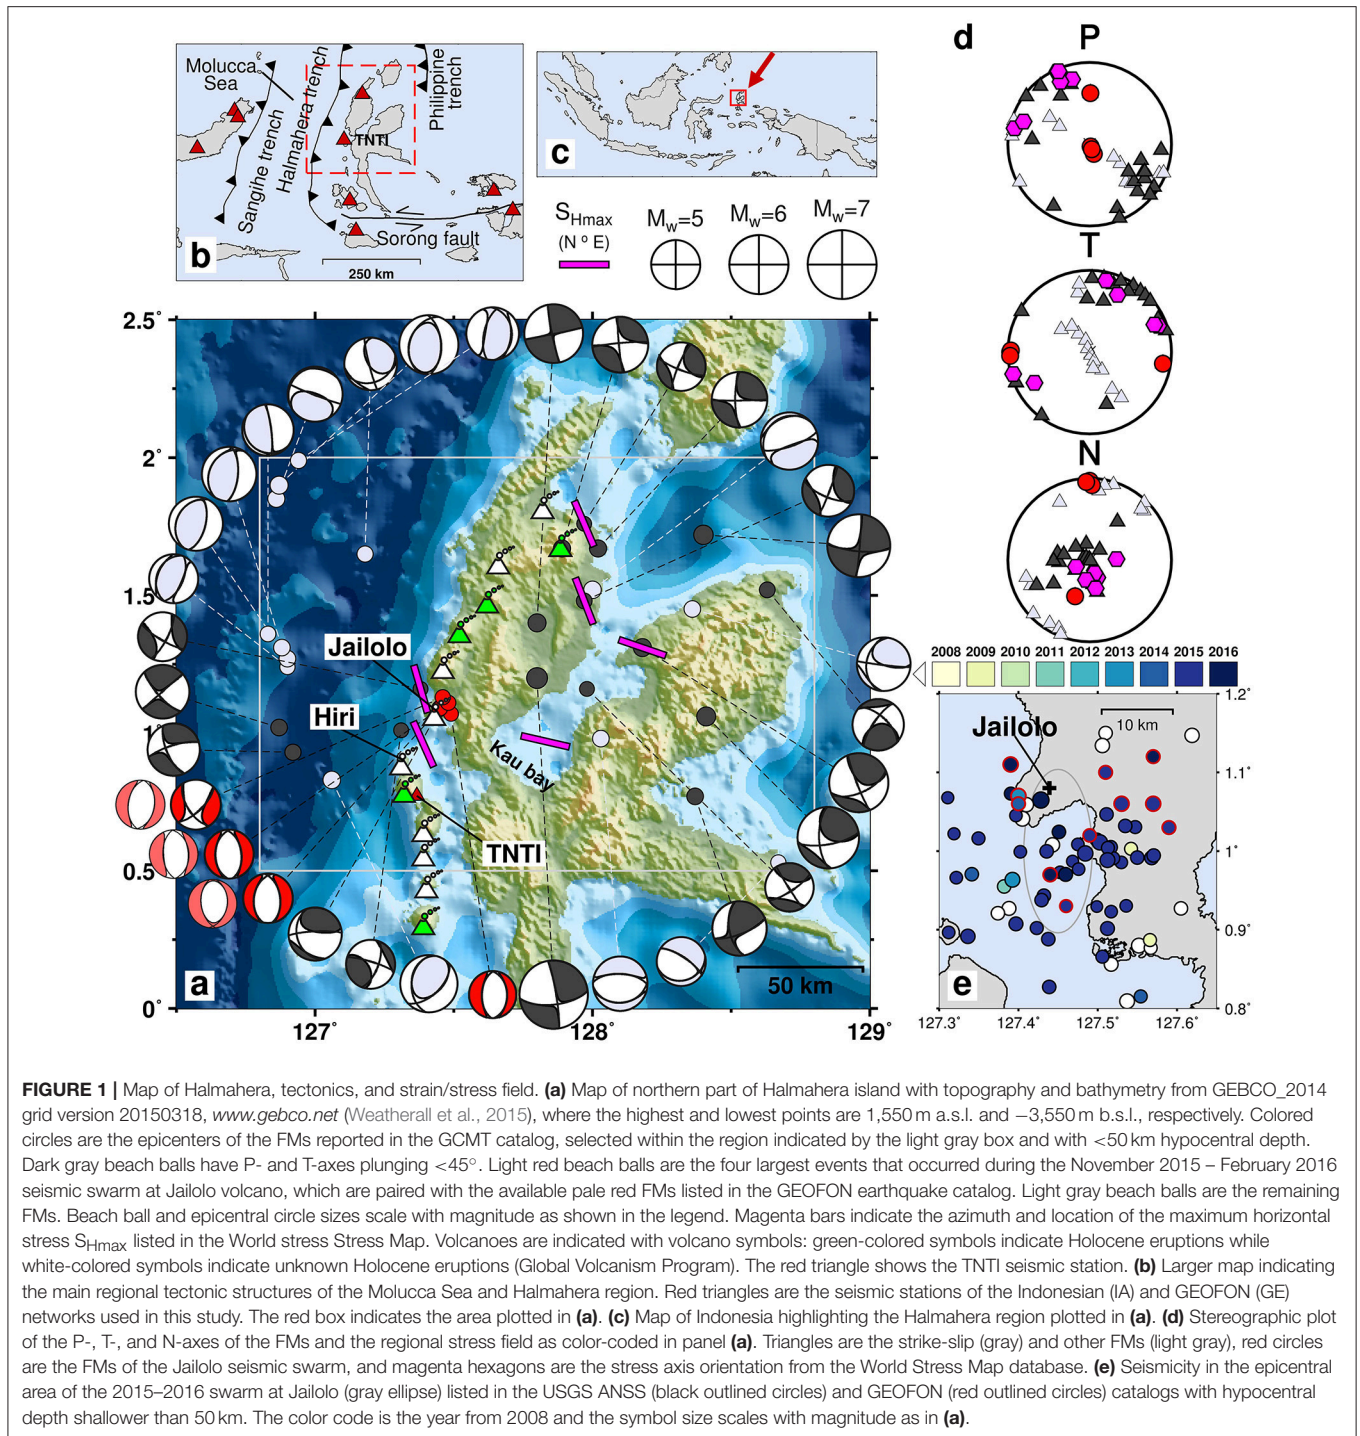 Molucca
Sea
Sangihe trench
Halmahera trench
Philippine
trench
TNTI
Sorong fault
250 km
b
c
SHmax
(N º E)
Mw=5
Mw=6
Mw=7
d
P
T
N
2.5°
2°
1.5°
1°
0.5°
0°
127°
128°
129°
Jailolo
Hiri
Kau bay
TNTI
50 km
a
2008 2009 2010 2011 2012 2013 2014 2015 2016
Jailolo
10 km
1.2°
1.1°
1°
0.9°
0.8°
127.3°
127.4°
127.5°
127.6°
e
FIGURE 1 | Map of Halmahera, tectonics, and strain/stress field. (a) Map of northern part of Halmahera island with topography and bathymetry from GEBCO_2014
grid version 20150318, www.gebco.net (Weatherall et al., 2015), where the highest and lowest points are 1,550 m a.s.l. and −3,550 m b.s.l., respectively. Colored
circles are the epicenters of the FMs reported in the GCMT catalog, selected within the region indicated by the light gray box and with <50 km hypocentral depth.
Dark gray beach balls have P- and T-axes plunging <45°. Light red beach balls are the four largest events that occurred during the November 2015 – February 2016
seismic swarm at Jailolo volcano, which are paired with the available pale red FMs listed in the GEOFON earthquake catalog. Light gray beach balls are the remaining
FMs. Beach ball and epicentral circle sizes scale with magnitude as shown in the legend. Magenta bars indicate the azimuth and location of the maximum horizontal
stress SHmax listed in the World stress Stress Map. Volcanoes are indicated with volcano symbols: green-colored symbols indicate Holocene eruptions while
white-colored symbols indicate unknown Holocene eruptions (Global Volcanism Program). The red triangle shows the TNTI seismic station. (b) Larger map indicating
the main regional tectonic structures of the Molucca Sea and Halmahera region. Red triangles are the seismic stations of the Indonesian (IA) and GEOFON (GE)
networks used in this study. The red box indicates the area plotted in (a). (c) Map of Indonesia highlighting the Halmahera region plotted in (a). (d) Stereographic plot
of the P-, T-, and N-axes of the FMs and the regional stress field as color-coded in panel (a). Triangles are the strike-slip (gray) and other FMs (light gray), red circles
are the FMs of the Jailolo seismic swarm, and magenta hexagons are the stress axis orientation from the World Stress Map database. (e) Seismicity in the epicentral
area of the 2015–2016 swarm at Jailolo (gray ellipse) listed in the USGS ANSS (black outlined circles) and GEOFON (red outlined circles) catalogs with hypocentral
depth shallower than 50 km. The color code is the year from 2008 and the symbol size scales with magnitude as in (a).